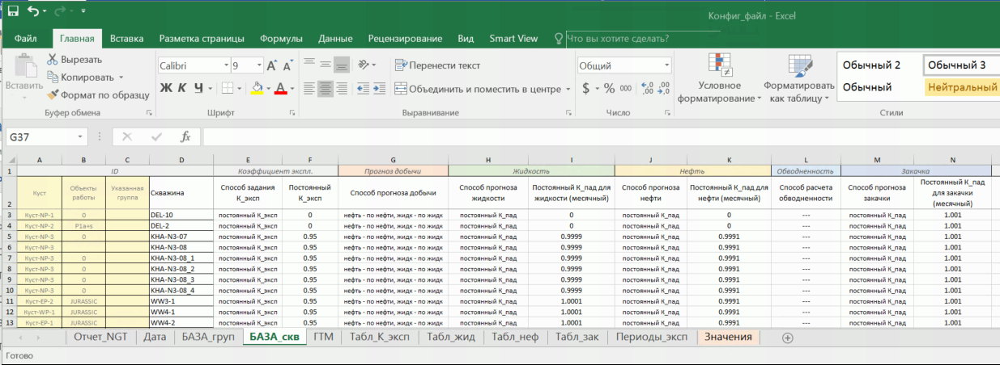 Конфиг_файл - Excel
Файл Главная Вставка Разметка страницы Формулы Данные Рецензирование Вид Smart View Что вы хотите сделать?
Вставить
Вырезать
Копировать
Формат по образцу
Буфер обмена
Calibri 9
Ж К Ч
Шрифт
Перенести текст
Объединить и поместить в центре
Выравнивание
Общий
$ % 000
Число
Условное форматирование
Форматировать как таблицу
Обычный 2 Обычный 3
Обычный Нейтральный
Стили
G37 fx
A B C D E F G H I J K L M N
1 ID Коэффициент экспл. Прогноз добычи Жидкость Нефть Обводненность Закачка
2 Куст Объекты работы Указанная группа Скважина Способ задания К_эксп Постоянный К_эксп Способ прогноза добычи Способ прогноза жидкости Постоянный К_пад для жидкости (месячный) Способ прогноза нефти Постоянный К_пад для нефти (месячный) Способ расчета обводненности Способ прогноза закачки Постоянный К_пад для закачки (месячный)
3 Куст-NP-1 0 DEL-10 постоянный К_эксп 0 нефть - по нефти, жидк - по жидк постоянный К_пад 0 постоянный К_пад 0 --- постоянный К_пад 1.001
4 Куст-NP-2 P1a+s DEL-2 постоянный К_эксп 0 нефть - по нефти, жидк - по жидк постоянный К_пад 0 постоянный К_пад 0 --- постоянный К_пад 1.001
5 Куст-NP-3 0 KHA-N3-07 постоянный К_эксп 0.95 нефть - по нефти, жидк - по жидк постоянный К_пад 0.9999 постоянный К_пад 0.9991 --- постоянный К_пад 1.001
6 Куст-NP-3 KHA-N3-08 постоянный К_эксп 0.95 нефть - по нефти, жидк - по жидк постоянный К_пад 0.9999 постоянный К_пад 0.9991 --- постоянный К_пад 1.001
7 Куст-NP-3 0 KHA-N3-08_1 постоянный К_эксп 0.95 нефть - по нефти, жидк - по жидк постоянный К_пад 0.9999 постоянный К_пад 0.9991 --- постоянный К_пад 1.001
8 Куст-NP-3 0 KHA-N3-08_2 постоянный К_эксп 0.95 нефть - по нефти, жидк - по жидк постоянный К_пад 0.9999 постоянный К_пад 0.9991 --- постоянный К_пад 1.001
9 Куст-NP-3 0 KHA-N3-08_3 постоянный К_эксп 0.95 нефть - по нефти, жидк - по жидк постоянный К_пад 0.9999 постоянный К_пад 0.9991 --- постоянный К_пад 1.001
10 Куст-NP-3 0 KHA-N3-08_4 постоянный К_эксп 0.95 нефть - по нефти, жидк - по жидк постоянный К_пад 0.9999 постоянный К_пад 0.9991 --- постоянный К_пад 1.001
11 Куст-EP-2 JURASSIC WW3-1 постоянный К_эксп 0.95 нефть - по нефти, жидк - по жидк постоянный К_пад 1.0001 постоянный К_пад 0.9991 --- постоянный К_пад 1.001
12 Куст-WP-1 JURASSIC WW4-1 постоянный К_эксп 0.95 нефть - по нефти, жидк - по жидк постоянный К_пад 1.0001 постоянный К_пад 0.9991 --- постоянный К_пад 1.001
13 Куст-EP-1 JURASSIC WW4-2 постоянный К_эксп 0.95 нефть - по нефти, жидк - по жидк постоянный К_пад 1.0001 постоянный К_пад 0.9991 --- постоянный К_пад 1.001
Отчет_NGT Дата БАЗА_груп БАЗА_скв ГТМ Табл_К_эксп Табл_жид Табл_неф Табл_зак Периоды_эксп Значения
Готово